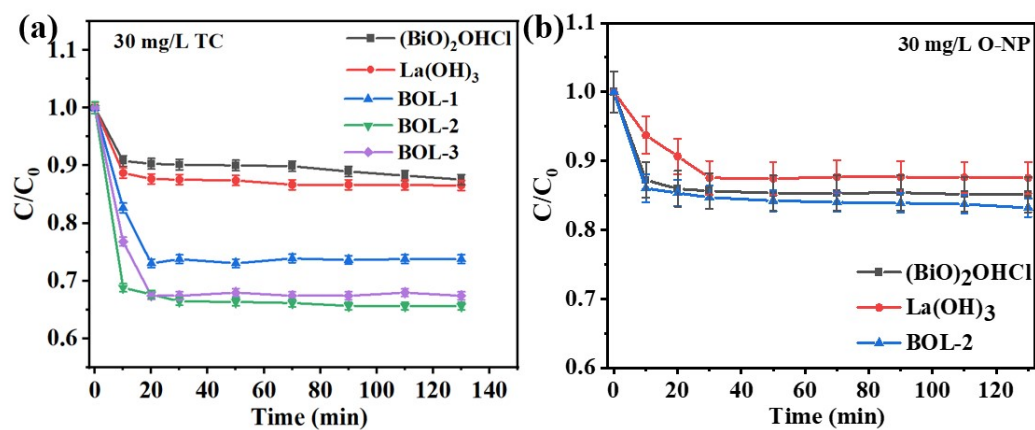 (a)
30 mg/L TC
(BiO)2OHCl
La(OH)3
BOL-1
BOL-2
BOL-3
C/C0
1.1
1.0
0.9
0.8
0.7
0.6
0 20 40 60 80 100 120 140
Time (min)
(b)
30 mg/L O-NP
(BiO)2OHCl
La(OH)3
BOL-2
C/C0
1.1
1.0
0.9
0.8
0.7
0.6
0 20 40 60 80 100 120
Time (min)